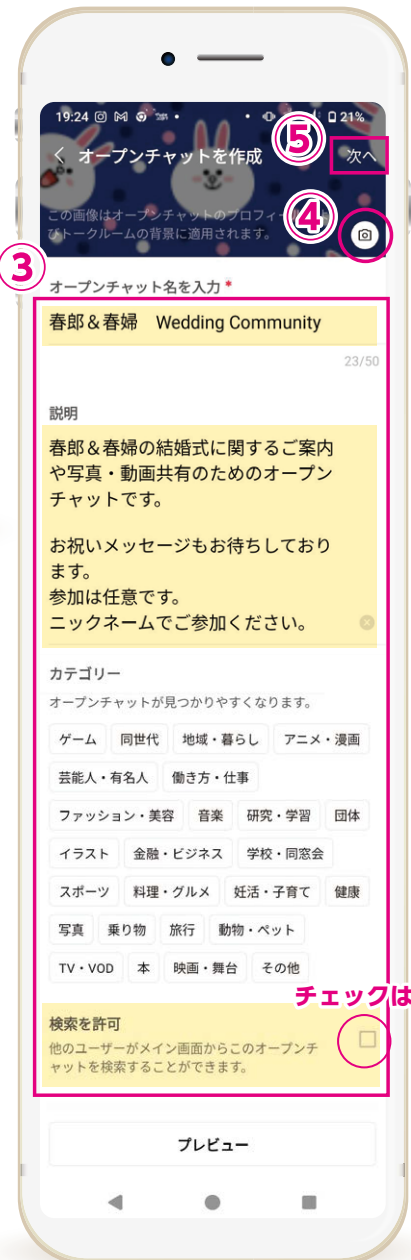 19:24
21%
⑤
オープンチャットを作成
次へ
④
この画像はオープンチャットのプロフィー
びトークルームの背景に適用されます。
③
オープンチャット名を入力 *
春郎&春婦　Wedding Community
23/50
説明
春郎&春婦の結婚式に関するご案内
や写真・動画共有のためのオープン
チャットです。
お祝いメッセージもお待ちしており
ます。
参加は任意です。
ニックネームでご参加ください。
カテゴリー
オープンチャットが見つかりやすくなります。
ゲーム 同世代 地域・暮らし アニメ・漫画
芸能人・有名人 働き方・仕事
ファッション・美容 音楽 研究・学習 団体
イラスト 金融・ビジネス 学校・同窓会
スポーツ 料理・グルメ 妊活・子育て 健康
写真 乗り物 旅行 動物・ペット
TV・VOD 本 映画・舞台 その他
チェックは
検索を許可
他のユーザーがメイン画面からこのオープンチ
ャットを検索することができます。
プレビュー